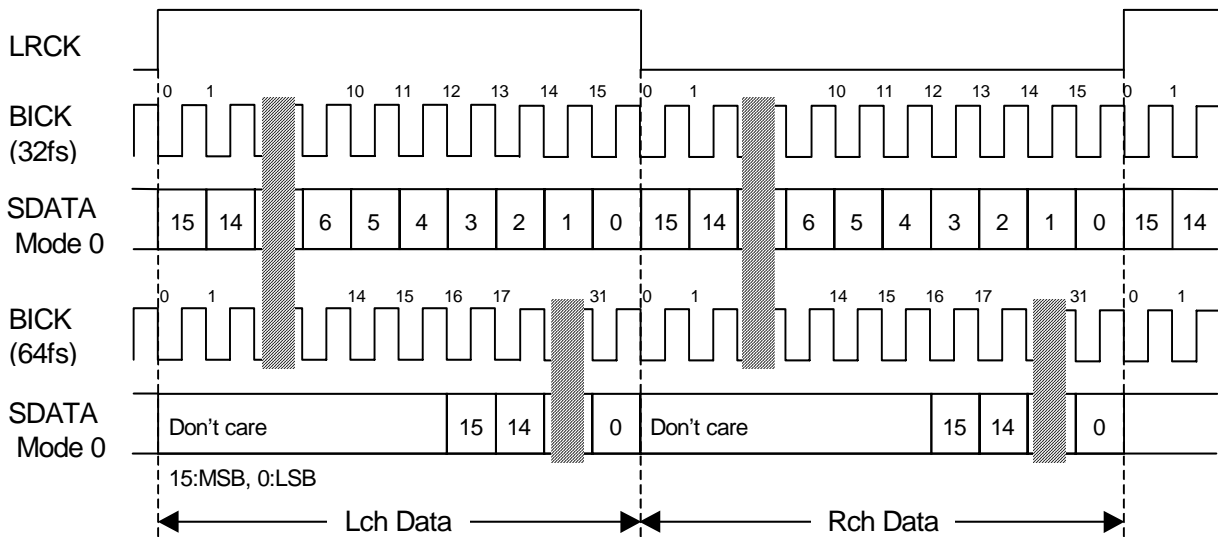 LRCK
0 1 10 11 12 13 14 15 0 1 10 11 12 13 14 15 0 1
BICK
(32fs)
SDATA
Mode 0
15 14 6 5 4 3 2 1 0 15 14 6 5 4 3 2 1 0 15 14
0 1 14 15 16 17 31 0 1 14 15 16 17 31 0 1
BICK
(64fs)
SDATA
Mode 0
Don't care 15 14 0 Don't care 15 14 0
15:MSB, 0:LSB
Lch Data Rch Data